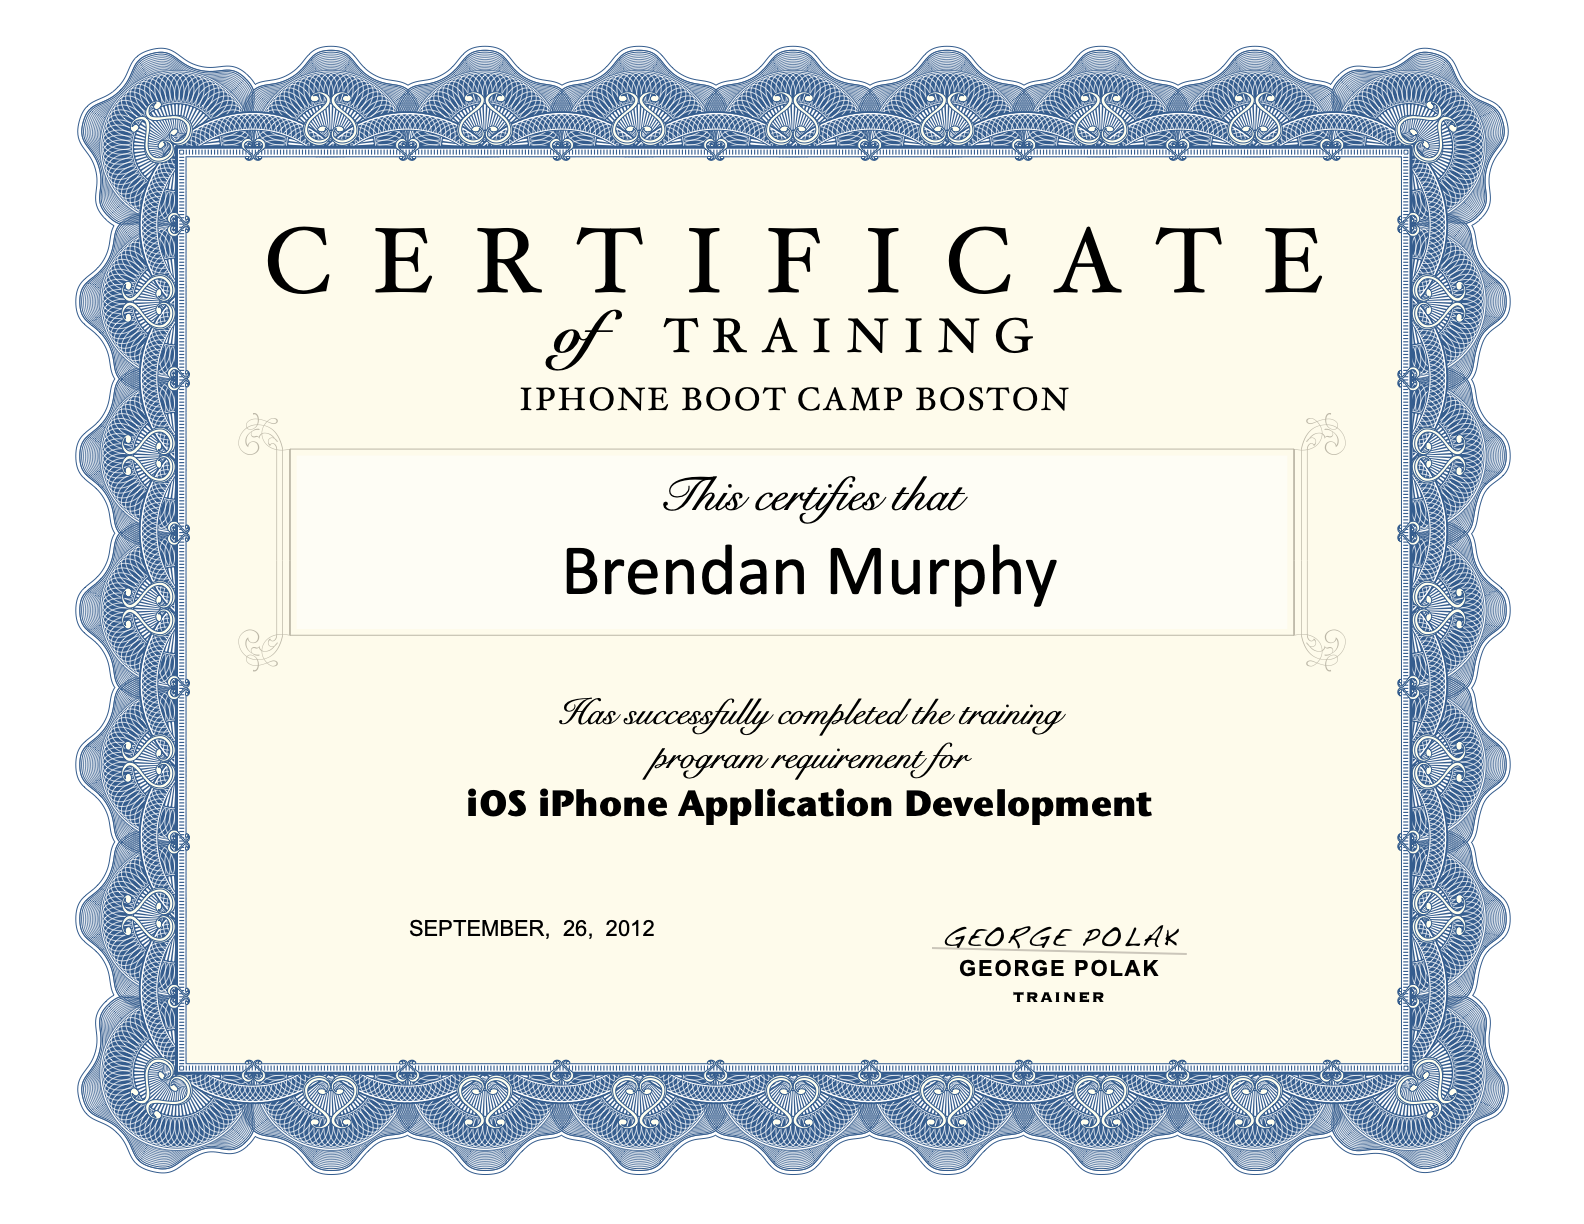 CERTIFICATE
of TRAINING
IPHONE BOOT CAMP BOSTON
This certifies that
Brendan Murphy
Has successfully completed the training
program requirement for
iOS iPhone Application Development
SEPTEMBER, 26, 2012
GEORGE POLAK
GEORGE POLAK
TRAINER